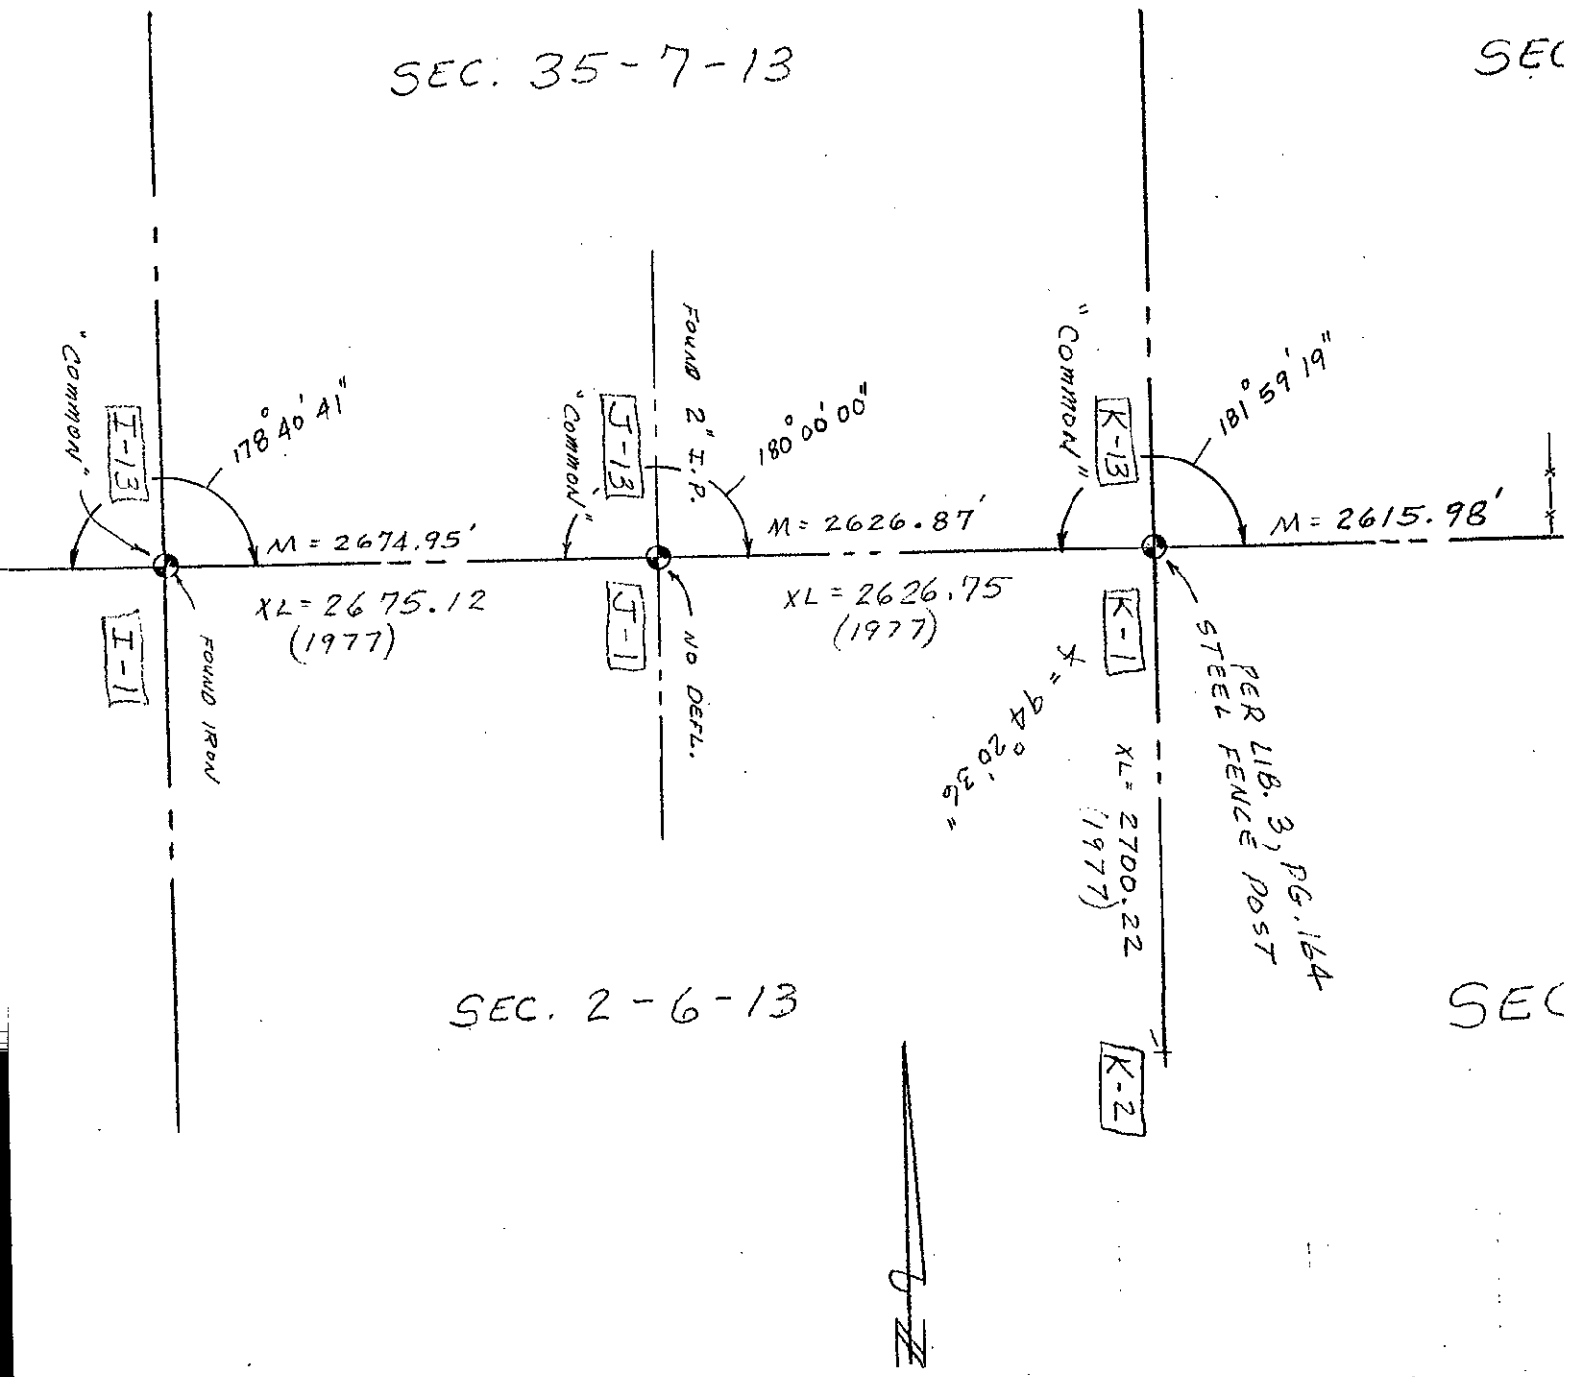 SEC. 35-7-13
SEC
"COMMON"
I-13
178°40'41"
M = 2674.95'
XL = 2675.12
(1977)
I-1
FOUND IRON
FOUND 2" I.P.
"COMMON"
J-13
180°00'00"
M = 2626.87'
XL = 2626.75
(1977)
J-1
NO DEFL.
"COMMON"
K-13
181°59'19"
M = 2615.98'
K-1
∡ = 94°20'36"
XL = 2700.22
(1977)
PER LIB. 3, PG. 164
STEEL FENCE POST
K-2
SEC. 2-6-13
SEC
N